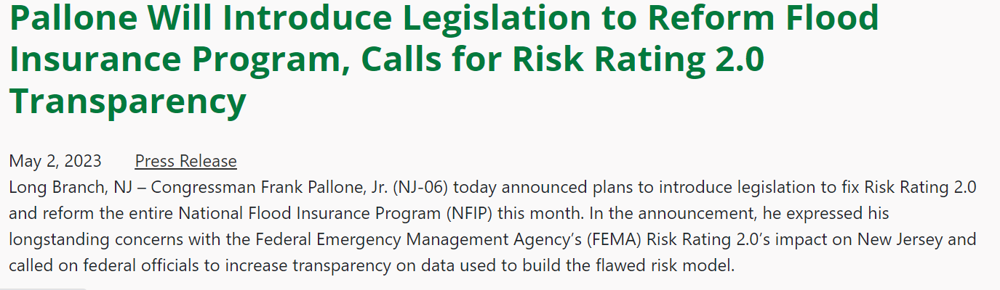 Pallone Will Introduce Legislation to Reform Flood
Insurance Program, Calls for Risk Rating 2.0
Transparency
May 2, 2023 Press Release
Long Branch, NJ – Congressman Frank Pallone, Jr. (NJ-06) today announced plans to introduce legislation to fix Risk Rating 2.0
and reform the entire National Flood Insurance Program (NFIP) this month. In the announcement, he expressed his
longstanding concerns with the Federal Emergency Management Agency’s (FEMA) Risk Rating 2.0’s impact on New Jersey and
called on federal officials to increase transparency on data used to build the flawed risk model.